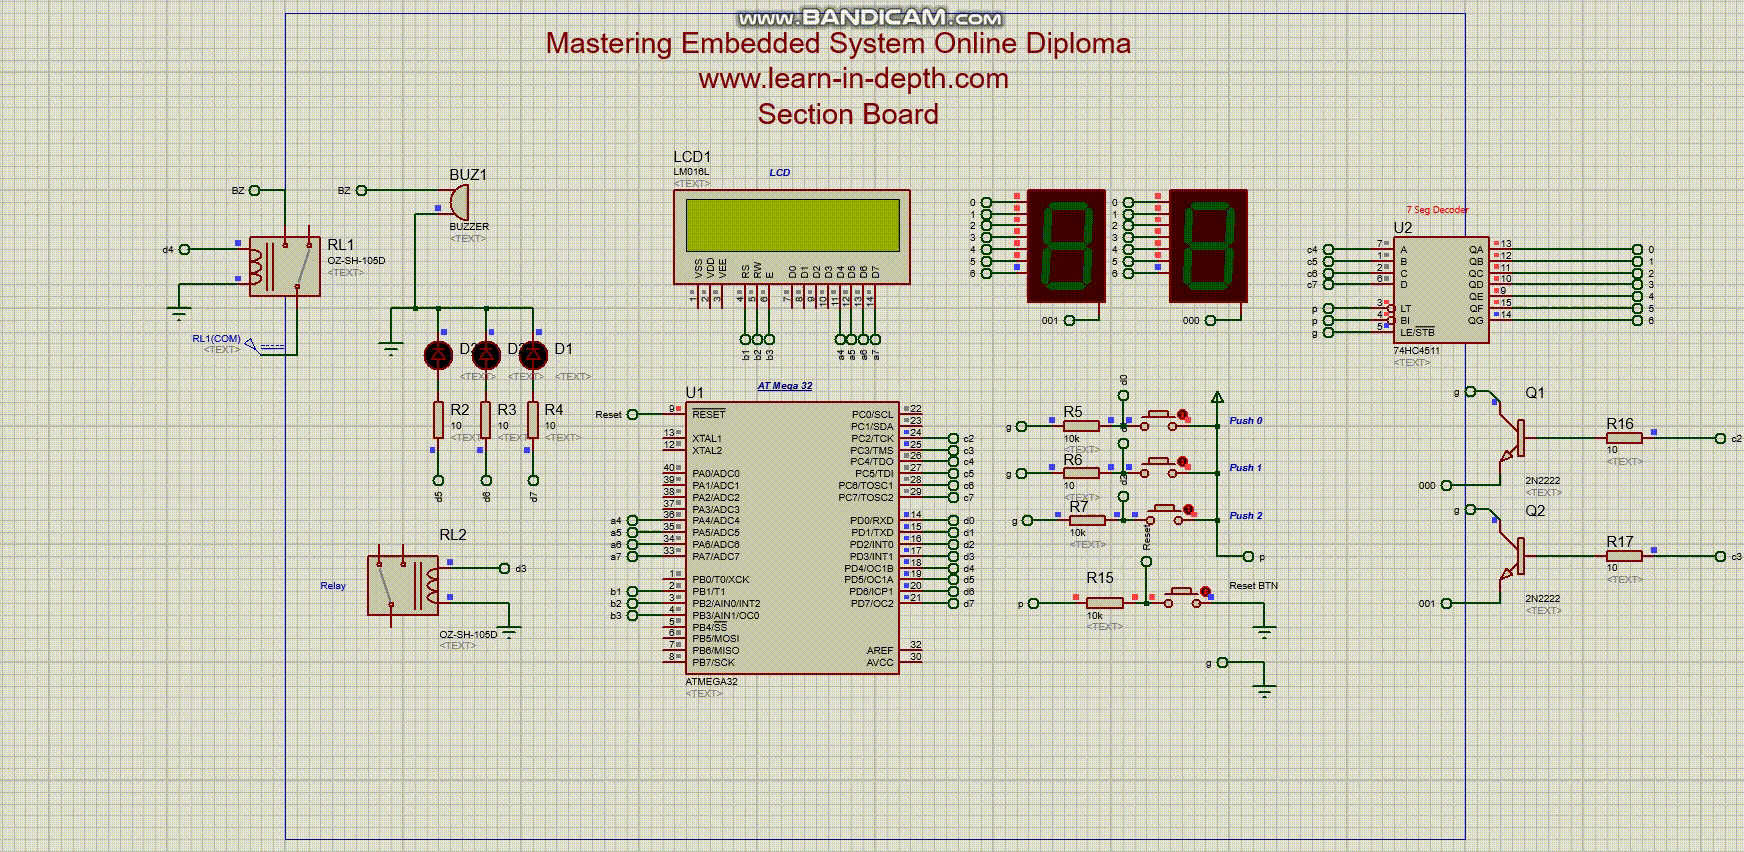 www.BANDICAM.com
Mastering Embedded System Online Diploma
www.learn-in-depth.com
Section Board
BZ
BZ
BUZ1
BUZZER
<TEXT>
d4
RL1
OZ-SH-105D
<TEXT>
RL1(COM)
<TEXT>
D1
<TEXT> <TEXT> <TEXT>
R2
10
<TEXT>
R3
10
<TEXT>
R4
10
<TEXT>
d5
d6
d7
RL2
Relay
d3
OZ-SH-105D
<TEXT>
LCD1
LM016L
<TEXT>
LCD
VSS VDD VEE RS RW E D0 D1 D2 D3 D4 D5 D6 D7
1 2 3 4 5 6 7 8 9 10 11 12 13 14
b1 b2 b3 a4 a5 a6 a7
U1
AT Mega 32
Reset 9 RESET
13 XTAL1
12 XTAL2
40 PA0/ADC0
39 PA1/ADC1
38 PA2/ADC2
37 PA3/ADC3
a4 36 PA4/ADC4
a5 35 PA5/ADC5
a6 34 PA6/ADC6
a7 33 PA7/ADC7
1 PB0/T0/XCK
b1 2 PB1/T1
b2 3 PB2/AIN0/INT2
b3 4 PB3/AIN1/OC0
5 PB4/SS
6 PB5/MOSI
7 PB6/MISO
8 PB7/SCK
PC0/SCL 22
PC1/SDA 23
PC2/TCK 24 c2
PC3/TMS 25 c3
PC4/TDO 26 c4
PC5/TDI 27 c5
PC6/TOSC1 28 c6
PC7/TOSC2 29 c7
PD0/RXD 14 d0
PD1/TXD 15 d1
PD2/INT0 16 d2
PD3/INT1 17 d3
PD4/OC1B 18 d4
PD5/OC1A 19 d5
PD6/ICP1 20 d6
PD7/OC2 21 d7
AREF 32
AVCC 30
ATMEGA32
<TEXT>
0 0
1 1
2 2
3 3
4 4
5 5
6 6
001
000
7 Seg Decoder
U2
c4 7 A QA 13 0
c5 1 B QB 12 1
c6 2 C QC 11 2
c7 6 D QD 10 3
QE 9 4
p 3 LT QF 15 5
p 4 BI QG 14 6
g 5 LE/STB
74HC4511
<TEXT>
d0
g
R5
10k
<TEXT>
Push 0
g
R6
10
<TEXT>
Push 1
d2
g
R7
10k
<TEXT>
Push 2
Reset
p
p
R15
10k
<TEXT>
Reset BTN
g
g
Q1
R16
10
<TEXT>
c2
000
2N2222
<TEXT>
g
Q2
R17
10
<TEXT>
c3
001
2N2222
<TEXT>